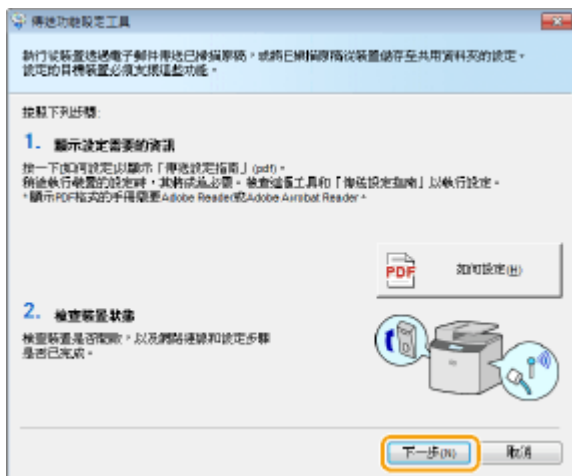 傳送功能設定工具
執行從裝置透過電子郵件傳送已掃描原稿，或將已掃描原稿從裝置儲存至共用資料夾的設定。
設定的目標裝置必須支援這些功能。
按照下列步驟:
1. 顯示設定需要的資訊
按一下[如何設定]以顯示「傳送設定指南」(pdf)。
稍後執行裝置的設定時，其將成為必需。檢查這套工具和「傳送設定指南」以執行設定。
*顯示PDF格式的手冊需要Adobe Reader或Adobe Acrobat Reader。
PDF
如何設定(H)
2. 檢查裝置狀態
檢查裝置是否開啟，以及網路連線和設定步驟
是否已完成。
下一步(N)
取消